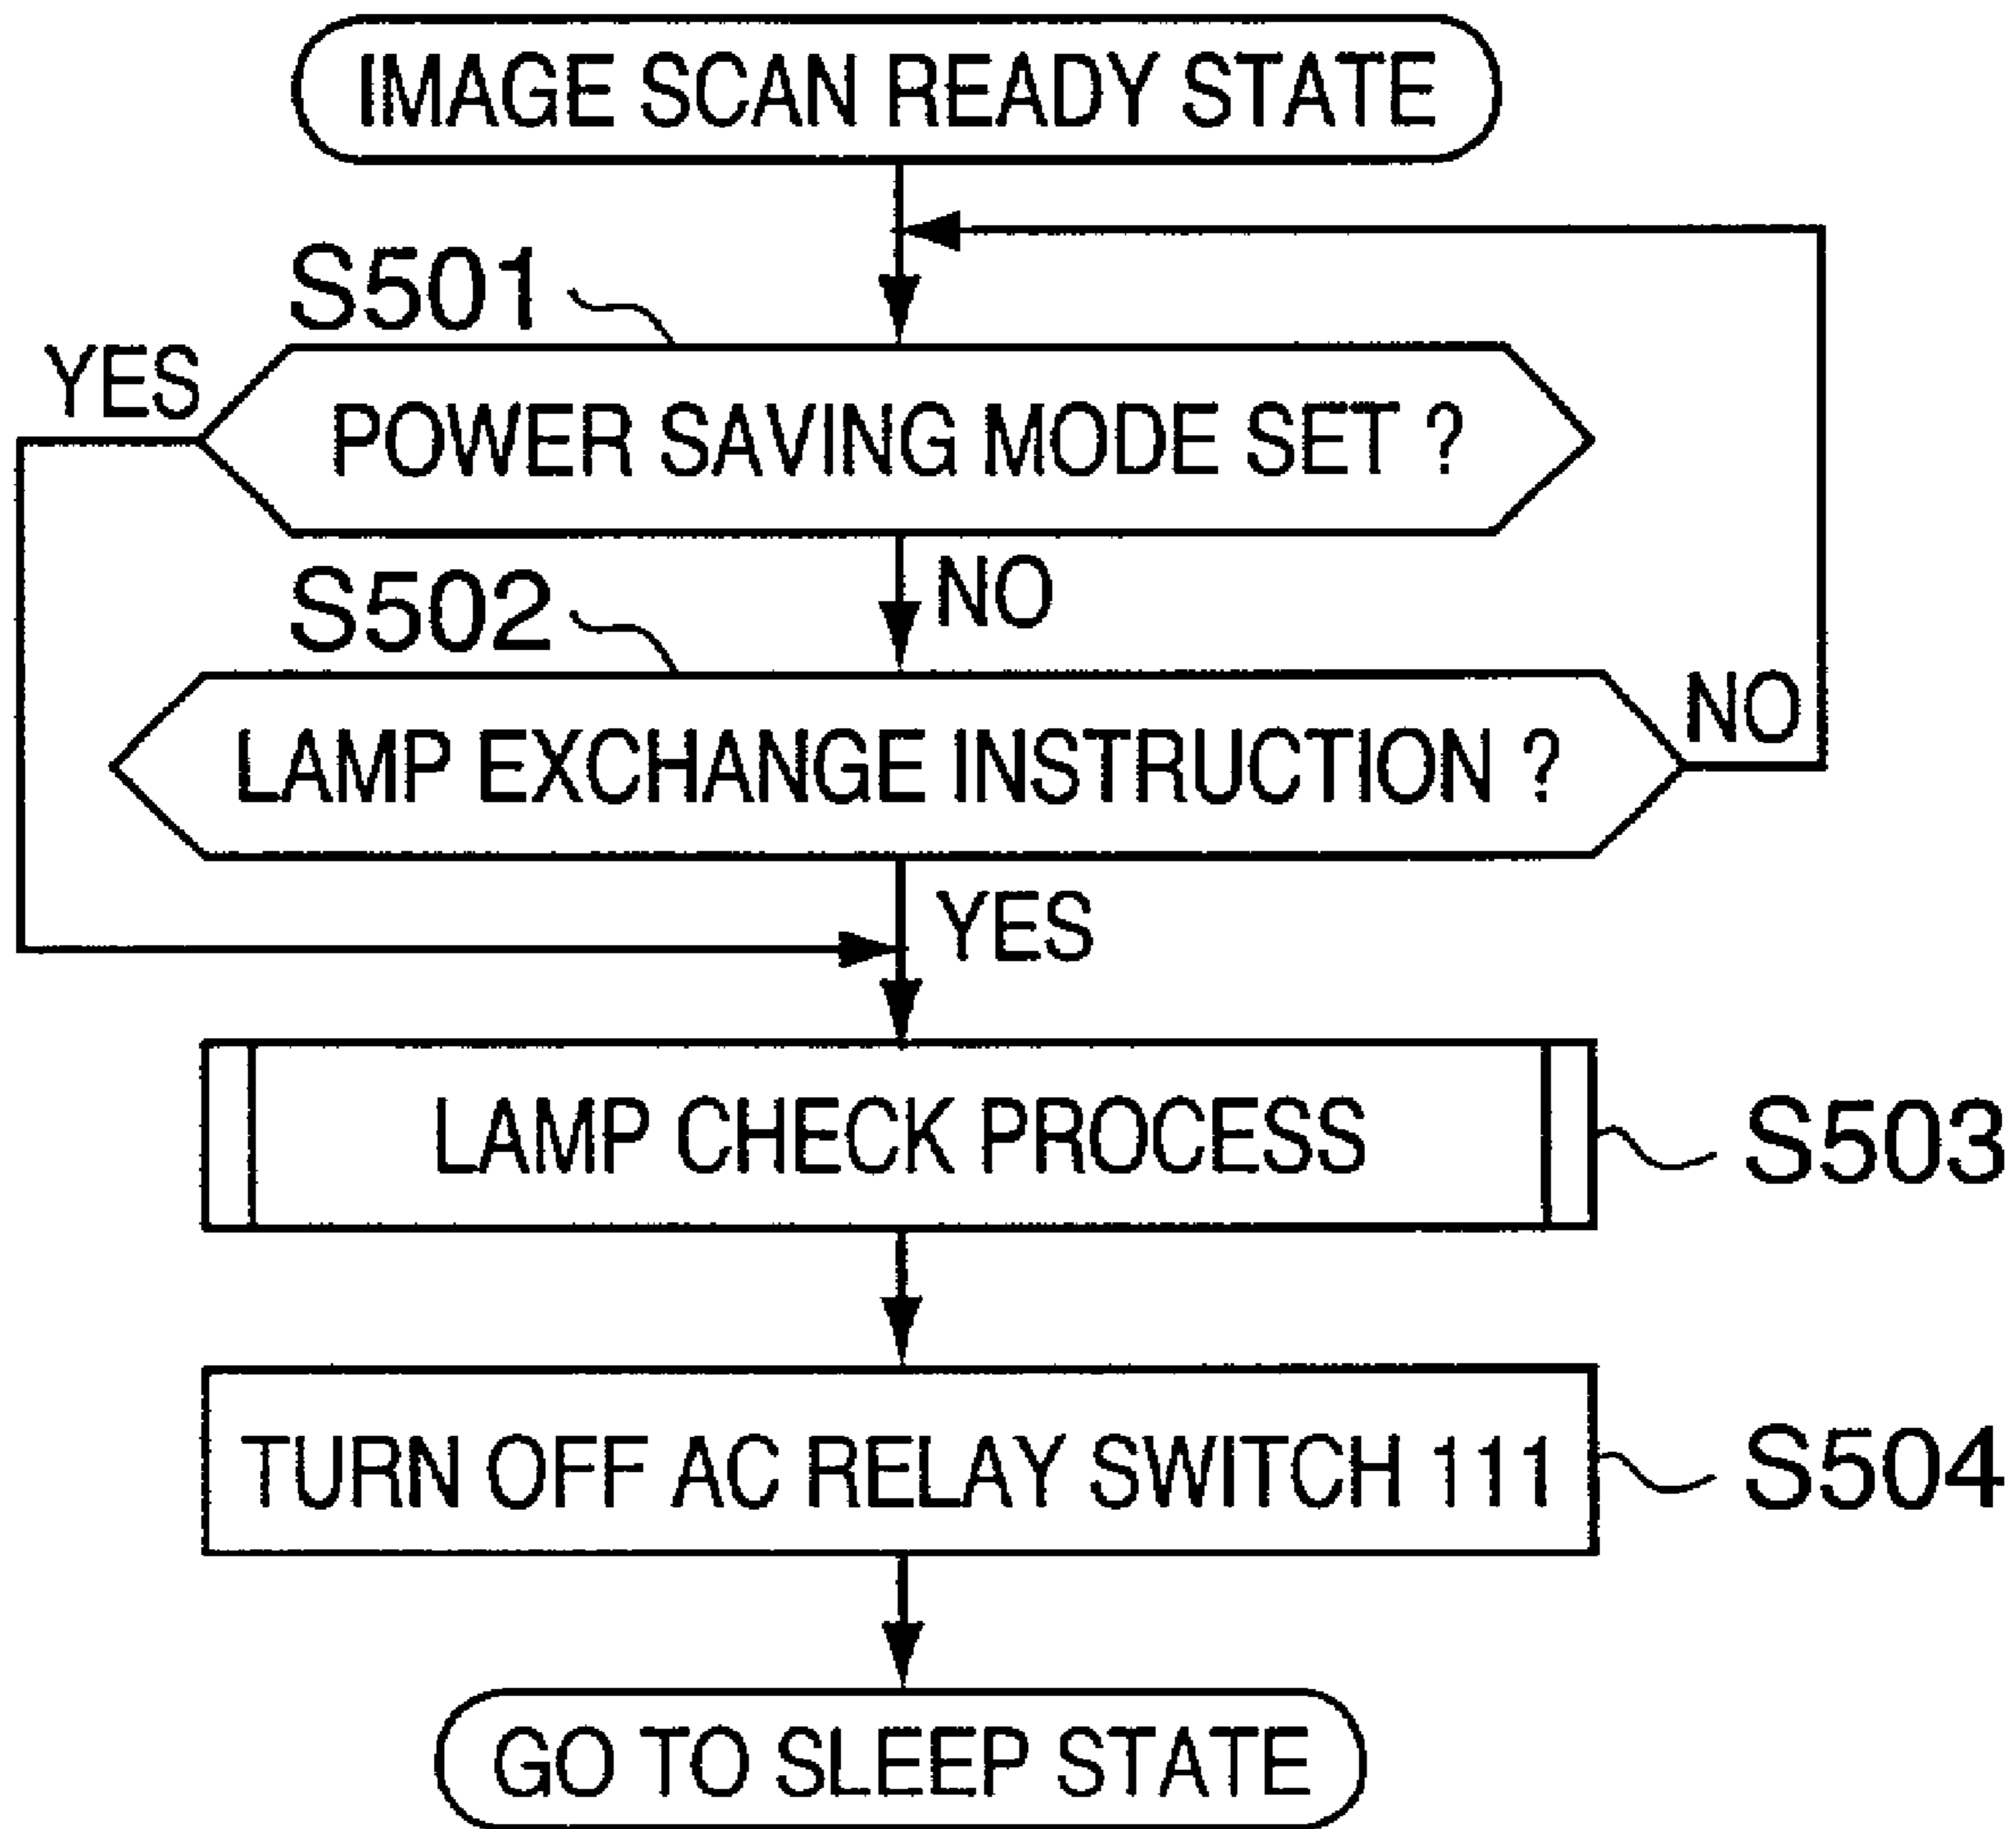 IMAGE SCAN READY STATE
S501
YES
POWER SAVING MODE SET ?
NO
S502
LAMP EXCHANGE INSTRUCTION ?
NO
YES
LAMP CHECK PROCESS
S503
TURN OFF AC RELAY SWITCH 111
S504
GO TO SLEEP STATE